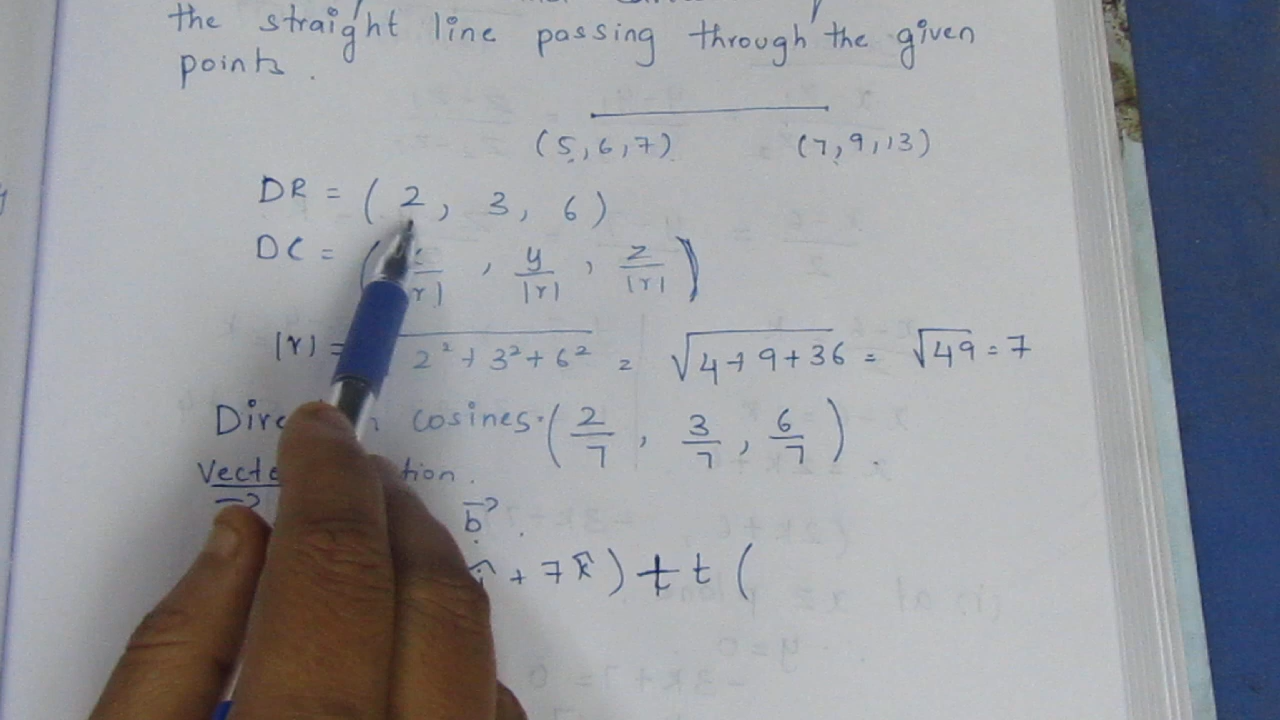 the straight line passing through the given
points.
(5,6,7) (7,9,13)
DR = (2, 3, 6)
DC = ( , y/|r| , z/|r| )
|r| = 2² + 3² + 6² = √4+9+36 = √49 = 7
cosines. (2/7, 3/7, 6/7).
b⃗.
+ 7k̂) + t (